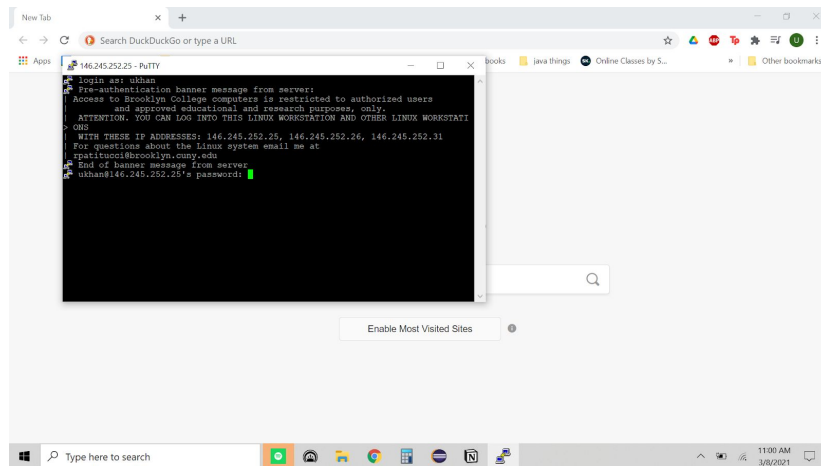 New Tab
Search DuckDuckGo or type a URL
ABP
Tp
U
Apps
books
java things
SK
Online Classes by S...
»
Other bookmarks
146.245.252.25 - PuTTY
login as: ukhan
Pre-authentication banner message from server:
| Access to Brooklyn College computers is restricted to authorized users
| and approved educational and research purposes, only.
| ATTENTION. YOU CAN LOG INTO THIS LINUX WORKSTATION AND OTHER LINUX WORKSTATI
> ONS
| WITH THESE IP ADDRESSES: 146.245.252.25, 146.245.252.26, 146.245.252.31
| For questions about the Linux system email me at
| rpatitucci@brooklyn.cuny.edu
End of banner message from server
ukhan@146.245.252.25's password:
Enable Most Visited Sites
Type here to search
11:00 AM
3/8/2021